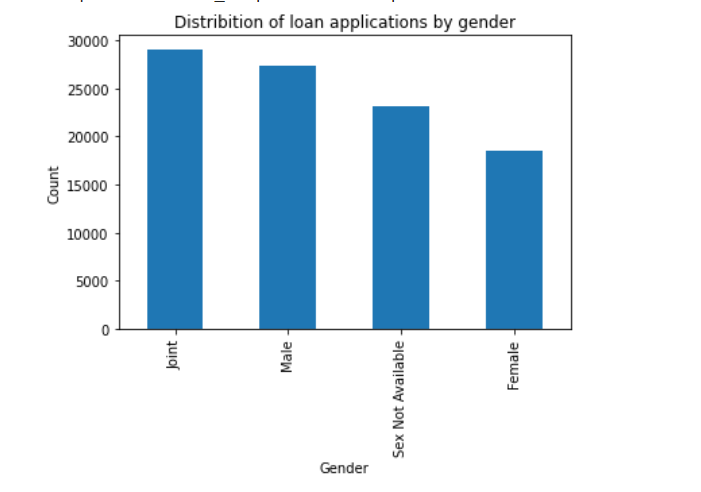 Distribition of loan applications by gender
30000
25000
20000
15000
10000
5000
0
Count
Joint
Male
Sex Not Available
Female
Gender